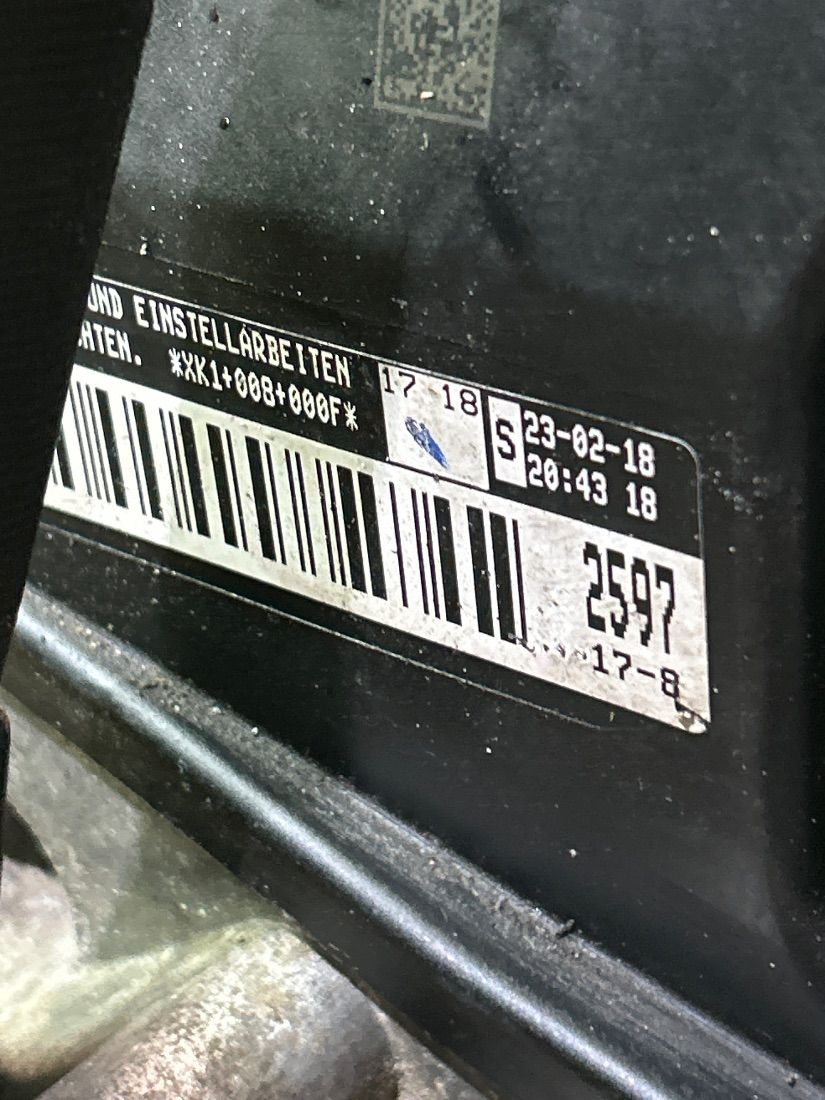 UND EINSTELLARBEITEN
HTEN. *XK1+008+000F*
17 18
S 23-02-18
20:43 18
2597
17-8